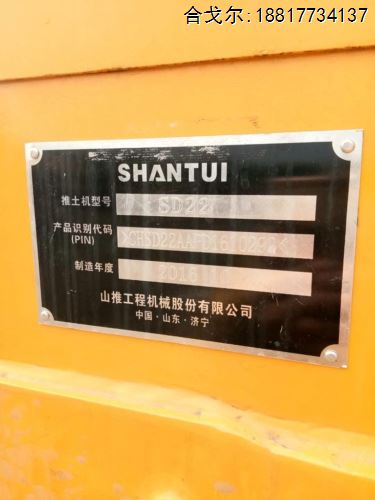 合戈尔:18817734137
SHANTUI
推土机型号 SD22
产品识别代码
(PIN)
制造年度 2016
山推工程机械股份有限公司
中国·山东·济宁